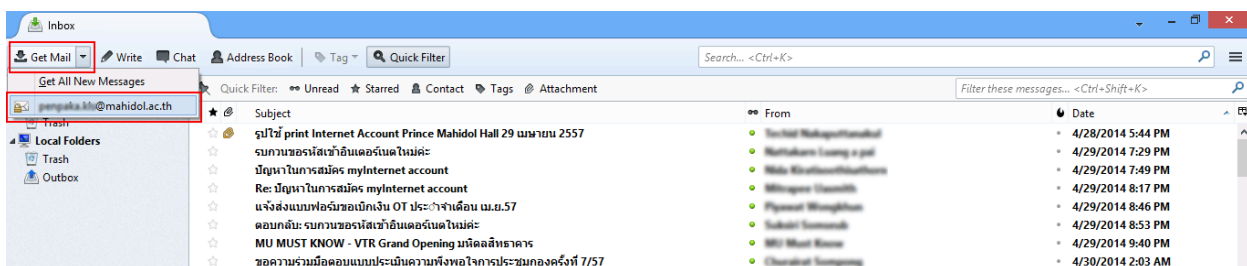 Inbox
Get Mail Write Chat Address Book Tag Quick Filter Search... <Ctrl+K>
Get All New Messages
Quick Filter: Unread Starred Contact Tags Attachment Filter these messages... <Ctrl+Shift+K>
@mahidol.ac.th
Subject From Date
Trash
รูปใช้ print Internet Account Prince Mahidol Hall 29 เมษายน 2557 4/28/2014 5:44 PM
Local Folders
รบกวนขอรหัสเข้าอินเตอร์เนตใหม่ค่ะ 4/29/2014 7:29 PM
Trash
ปัญหาในการสมัคร myInternet account 4/29/2014 7:49 PM
Outbox
Re: ปัญหาในการสมัคร myInternet account 4/29/2014 8:17 PM
แจ้งส่งแบบฟอร์มขอเบิกเงิน OT ประจำเดือน เม.ย.57 4/29/2014 8:46 PM
ตอบกลับ: รบกวนขอรหัสเข้าอินเตอร์เนตใหม่ค่ะ 4/29/2014 8:53 PM
MU MUST KNOW - VTR Grand Opening มหิดลสิทธาคาร 4/29/2014 9:40 PM
ขอความร่วมมือตอบแบบประเมินความพึงพอใจการประชุมกองครั้งที่ 7/57 4/30/2014 2:03 AM